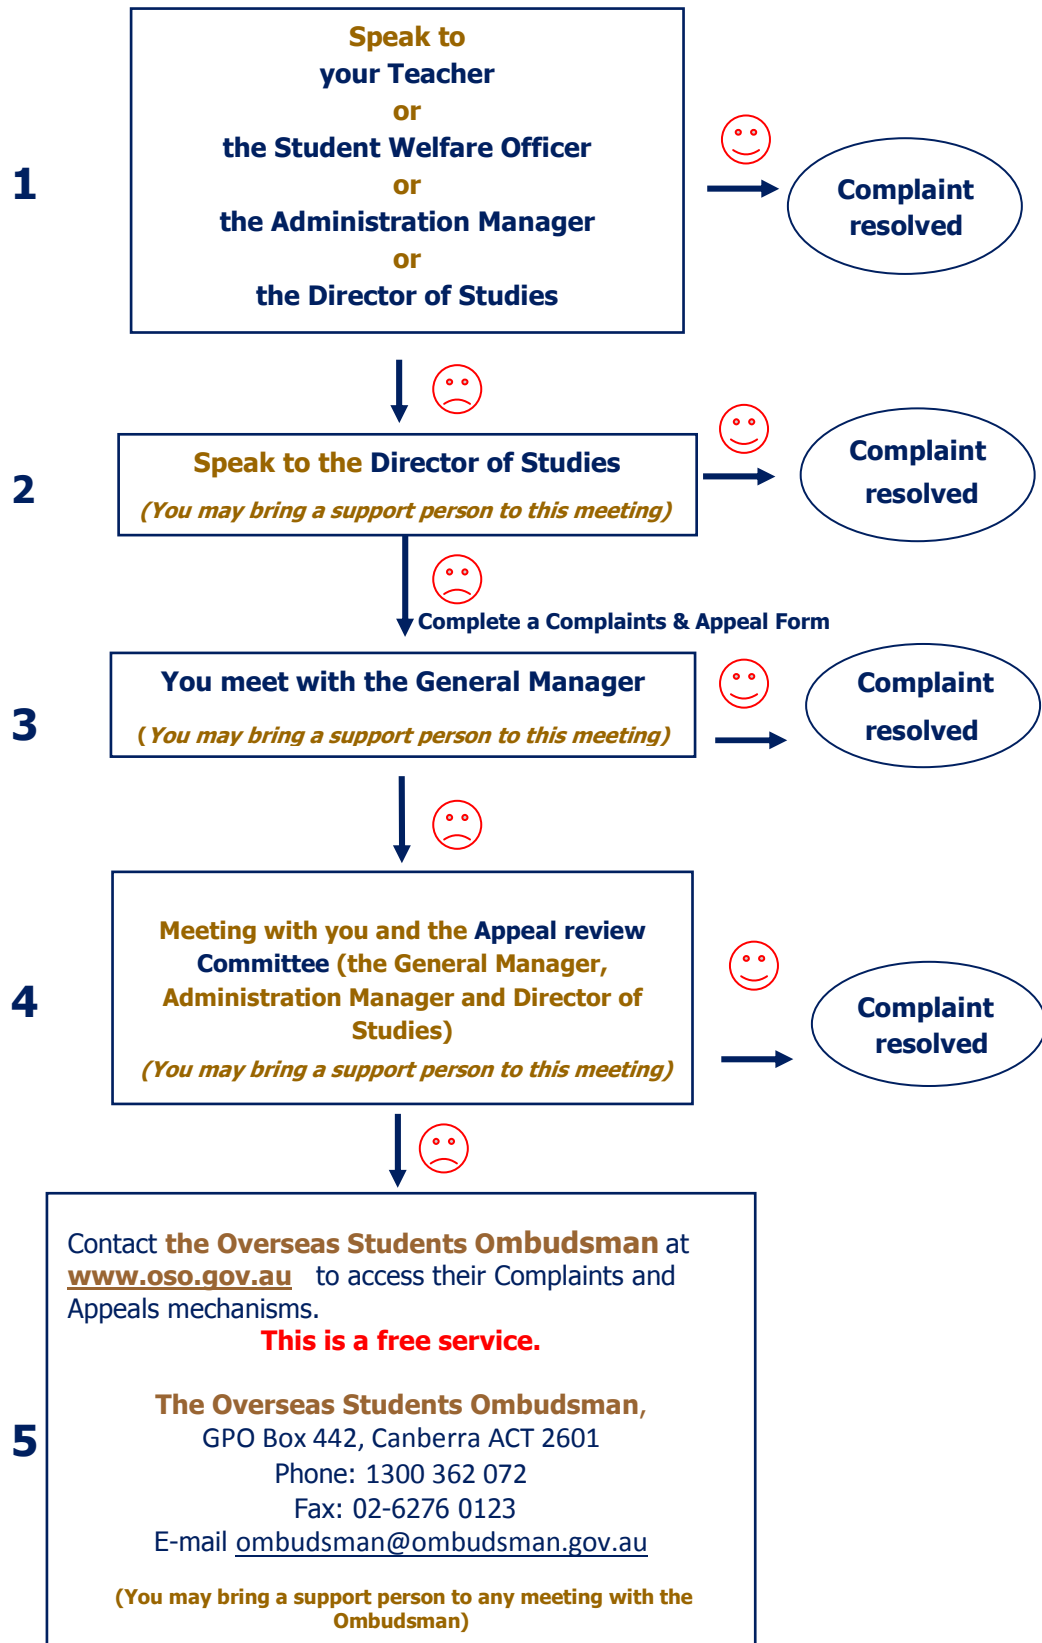 Speak to
your Teacher
or
the Student Welfare Officer
or
the Administration Manager
or
the Director of Studies
1
Complaint
resolved
Speak to the Director of Studies
(You may bring a support person to this meeting)
2
Complaint
resolved
Complete a Complaints & Appeal Form
You meet with the General Manager
(You may bring a support person to this meeting)
3
Complaint
resolved
Meeting with you and the Appeal review
Committee (the General Manager,
Administration Manager and Director of
Studies)
(You may bring a support person to this meeting)
4
Complaint
resolved
Contact the Overseas Students Ombudsman at
www.oso.gov.au to access their Complaints and
Appeals mechanisms.
This is a free service.
The Overseas Students Ombudsman,
GPO Box 442, Canberra ACT 2601
Phone: 1300 362 072
Fax: 02-6276 0123
E-mail ombudsman@ombudsman.gov.au
(You may bring a support person to any meeting with the
Ombudsman)
5